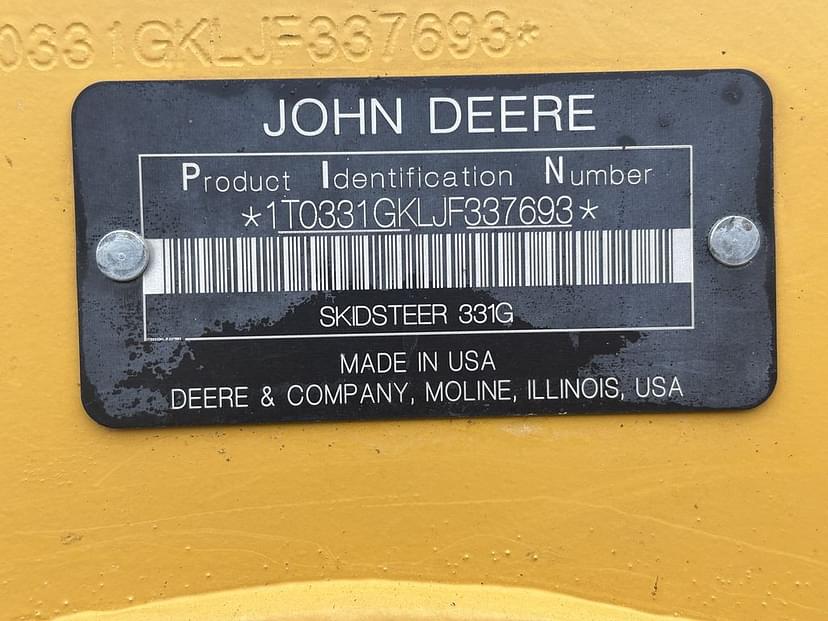 0331GKLJF337693*
JOHN DEERE
Product Identification Number
*1T0331GKLJF337693*
SKIDSTEER 331G
MADE IN USA
DEERE & COMPANY, MOLINE, ILLINOIS, USA